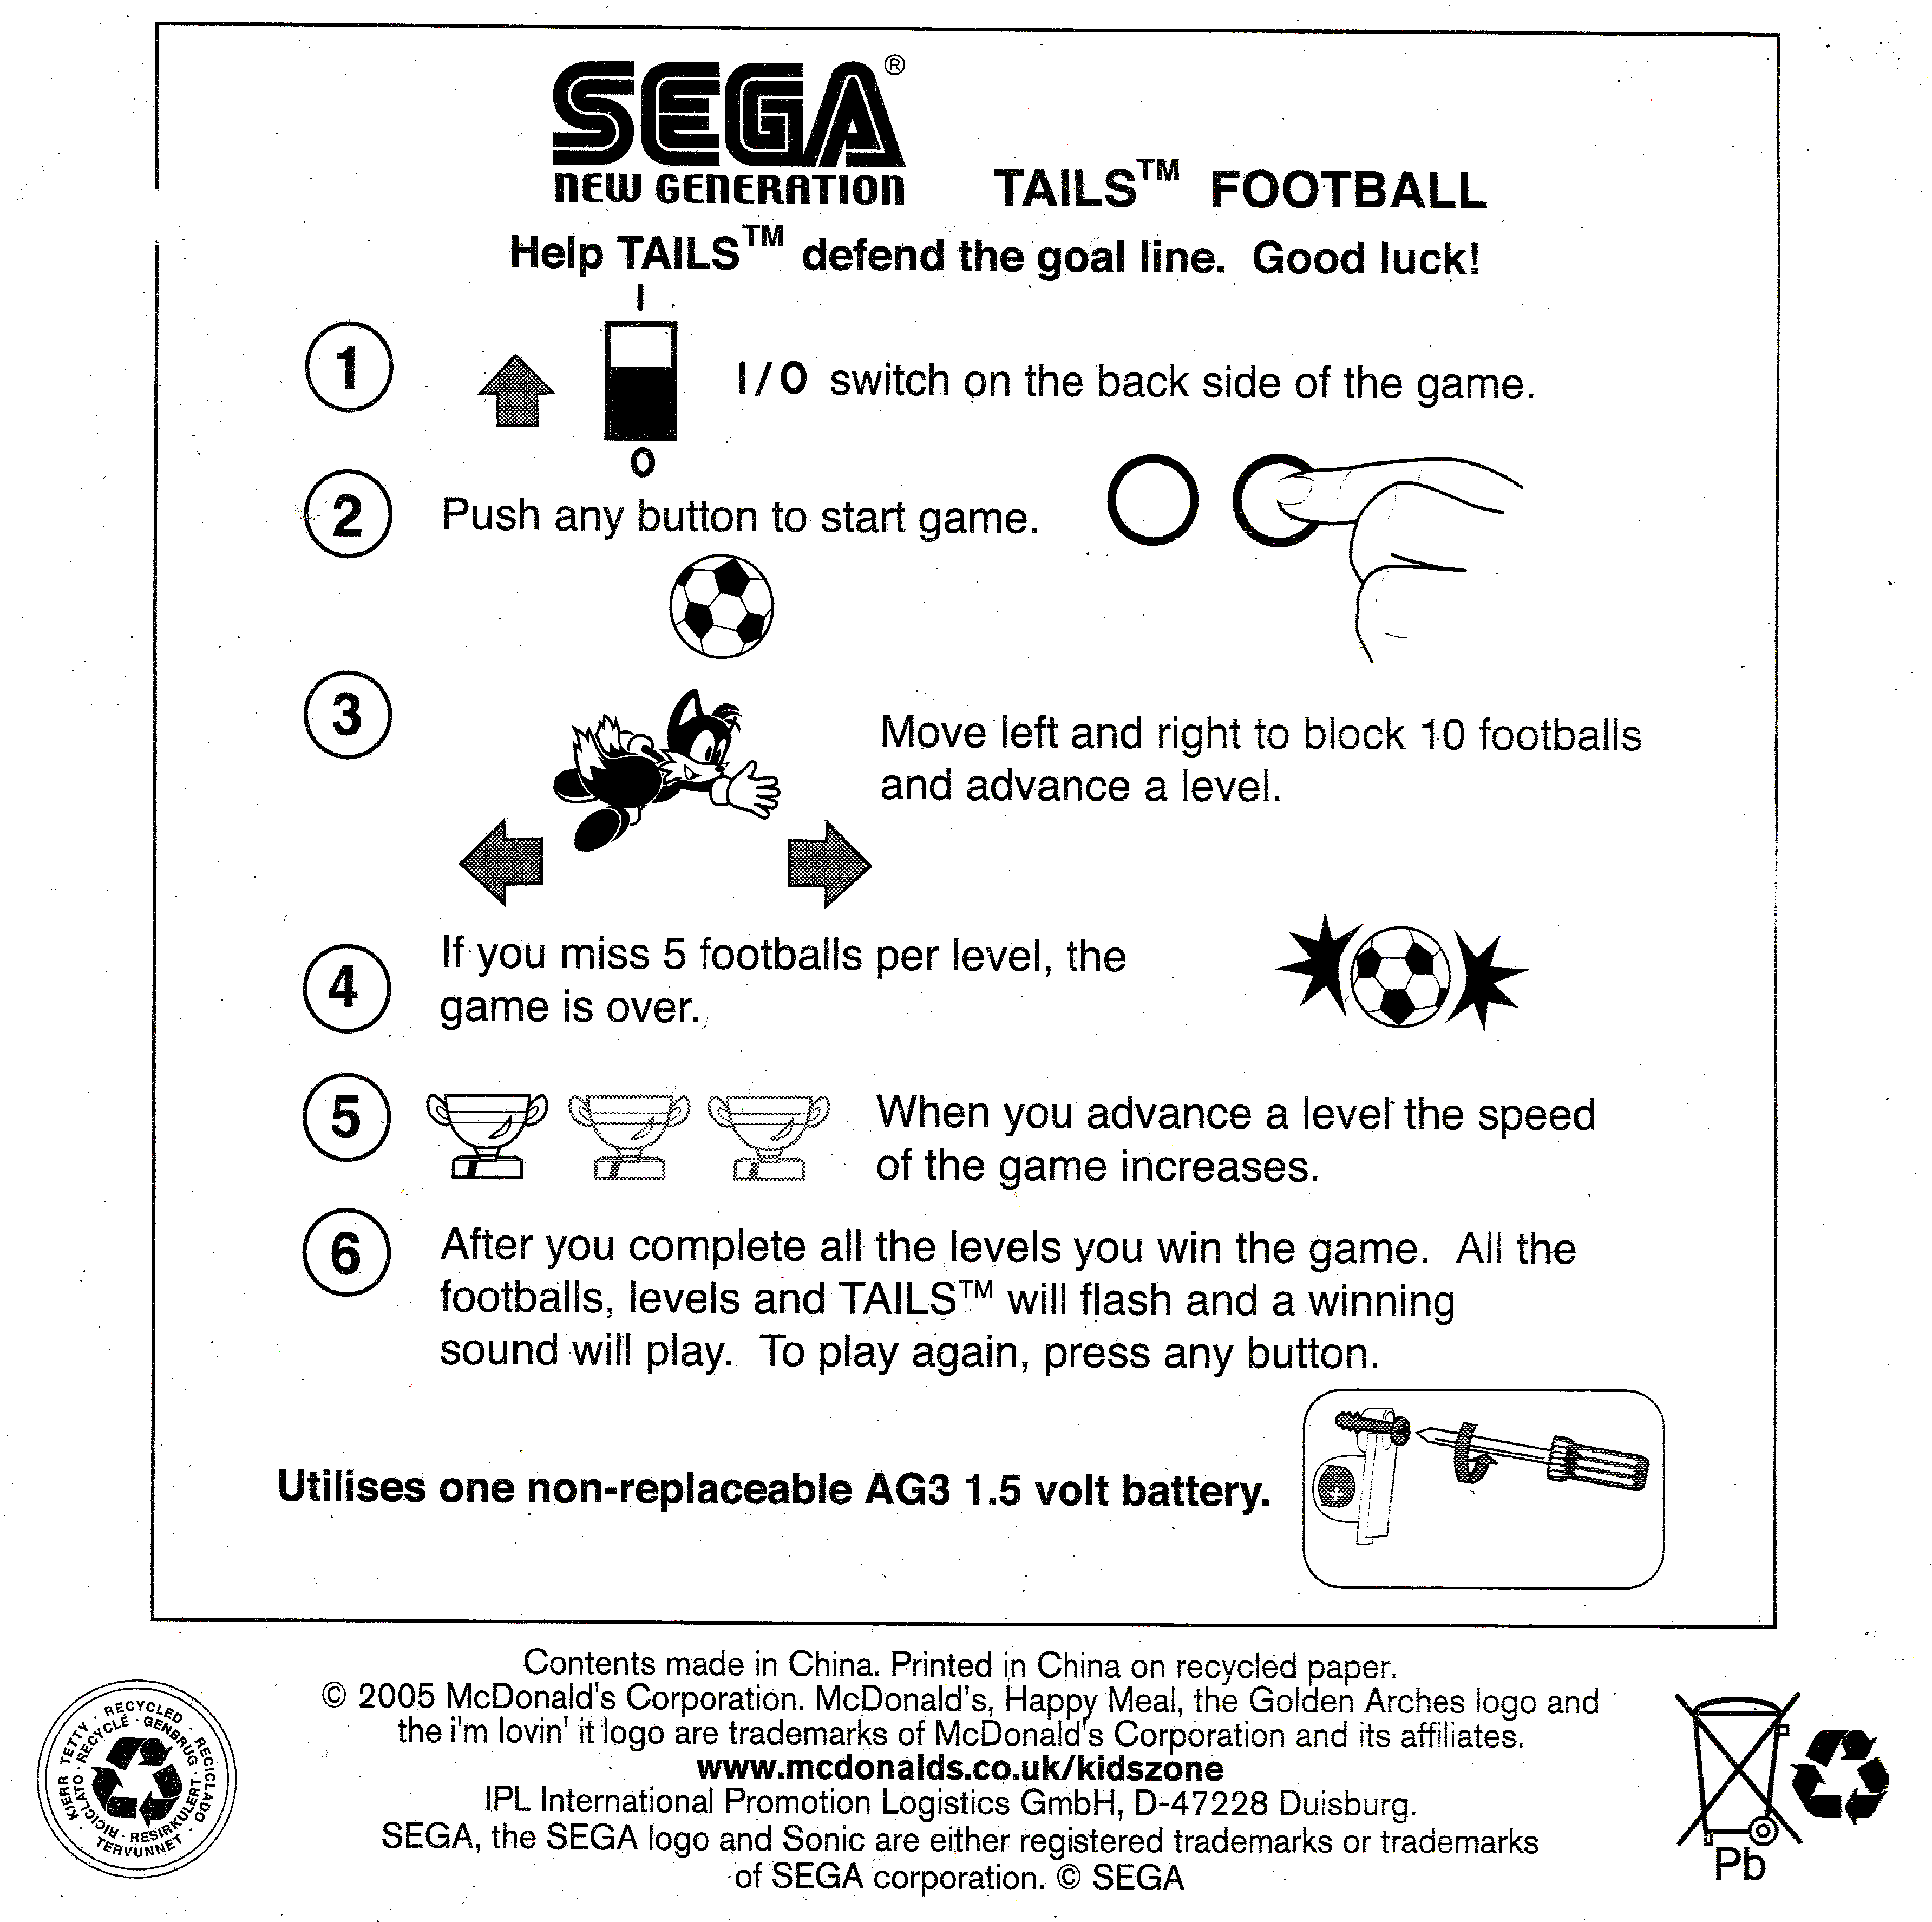 SEGA®
NEW GENERATION
TAILS™ FOOTBALL
Help TAILS™ defend the goal line. Good luck!
I
1
I/O switch on the back side of the game.
O
2
Push any button to start game.
3
Move left and right to block 10 footballs
and advance a level.
4
If you miss 5 footballs per level, the
game is over.
5
When you advance a level the speed
of the game increases.
6
After you complete all the levels you win the game. All the
footballs, levels and TAILS™ will flash and a winning
sound will play. To play again, press any button.
Utilises one non-replaceable AG3 1.5 volt battery.
+
Contents made in China. Printed in China on recycled paper.
© 2005 McDonald's Corporation. McDonald's, Happy Meal, the Golden Arches logo and
the i'm lovin' it logo are trademarks of McDonald's Corporation and its affiliates.
www.mcdonalds.co.uk/kidszone
IPL International Promotion Logistics GmbH, D-47228 Duisburg.
SEGA, the SEGA logo and Sonic are either registered trademarks or trademarks
of SEGA corporation. © SEGA
KIERRÄTETTY · RECYCLED · RECICLADO · TERVUNNET ·
RICICLATO · RECYCLÉ · GENBRUG · RESIRKULERT ·
Pb